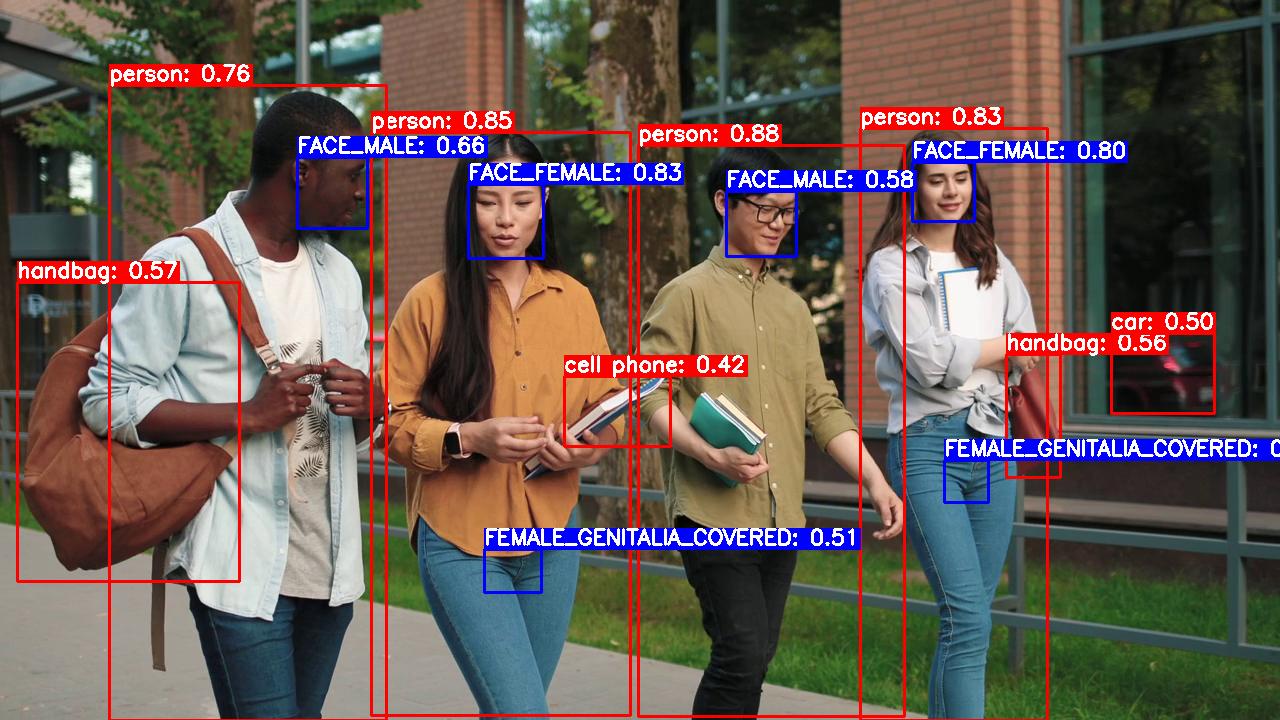 person: 0.76
person: 0.85
person: 0.88
person: 0.83
FACE_MALE: 0.66
FACE_FEMALE: 0.83
FACE_MALE: 0.58
FACE_FEMALE: 0.80
handbag: 0.57
car: 0.50
handbag: 0.56
cell phone: 0.42
FEMALE_GENITALIA_COVERED: 0
FEMALE_GENITALIA_COVERED: 0.51